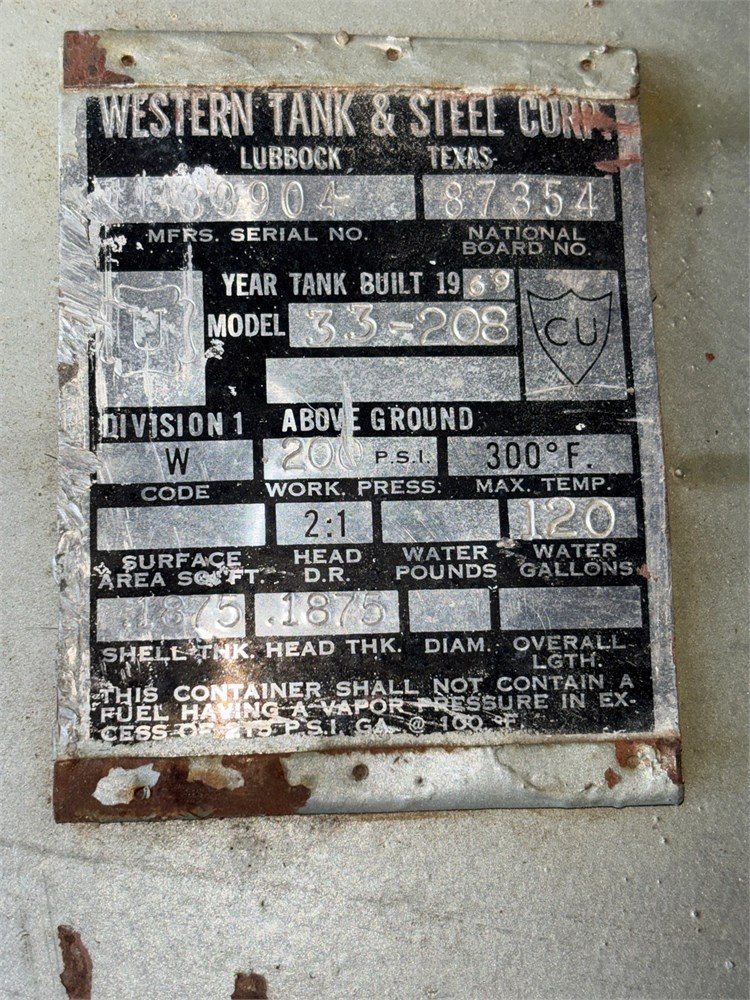 WESTERN TANK & STEEL CORP.
LUBBOCK, TEXAS
87354
MFRS. SERIAL NO. NATIONAL BOARD NO.
YEAR TANK BUILT 1969
U
MODEL 33-208
CU
DIVISION 1 ABOVE GROUND
W 200 P.S.I. 300°F.
CODE WORK. PRESS. MAX. TEMP.
2:1 120
SURFACE HEAD WATER WATER
AREA SQ. FT. D.R. POUNDS GALLONS
.1875 .1875
SHELL THK. HEAD THK. DIAM. OVERALL LGTH.
THIS CONTAINER SHALL NOT CONTAIN A
FUEL HAVING A VAPOR PRESSURE IN EX-
CESS OF 215 P.S.I. GA. @ 100 °F